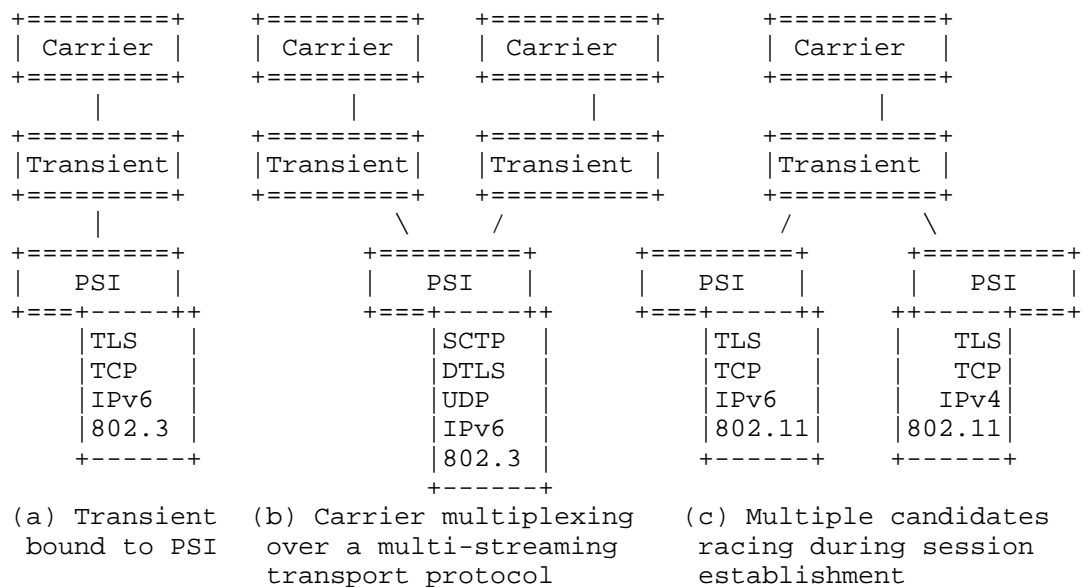 Carrier Carrier Carrier Carrier
Transient Transient Transient Transient
PSI PSI PSI PSI
TLS SCTP TLS TLS
TCP DTLS TCP TCP
IPv6 UDP IPv6 IPv4
802.3 IPv6 802.11 802.11
802.3
(a) Transient (b) Carrier multiplexing (c) Multiple candidates
bound to PSI over a multi-streaming racing during session
transport protocol establishment